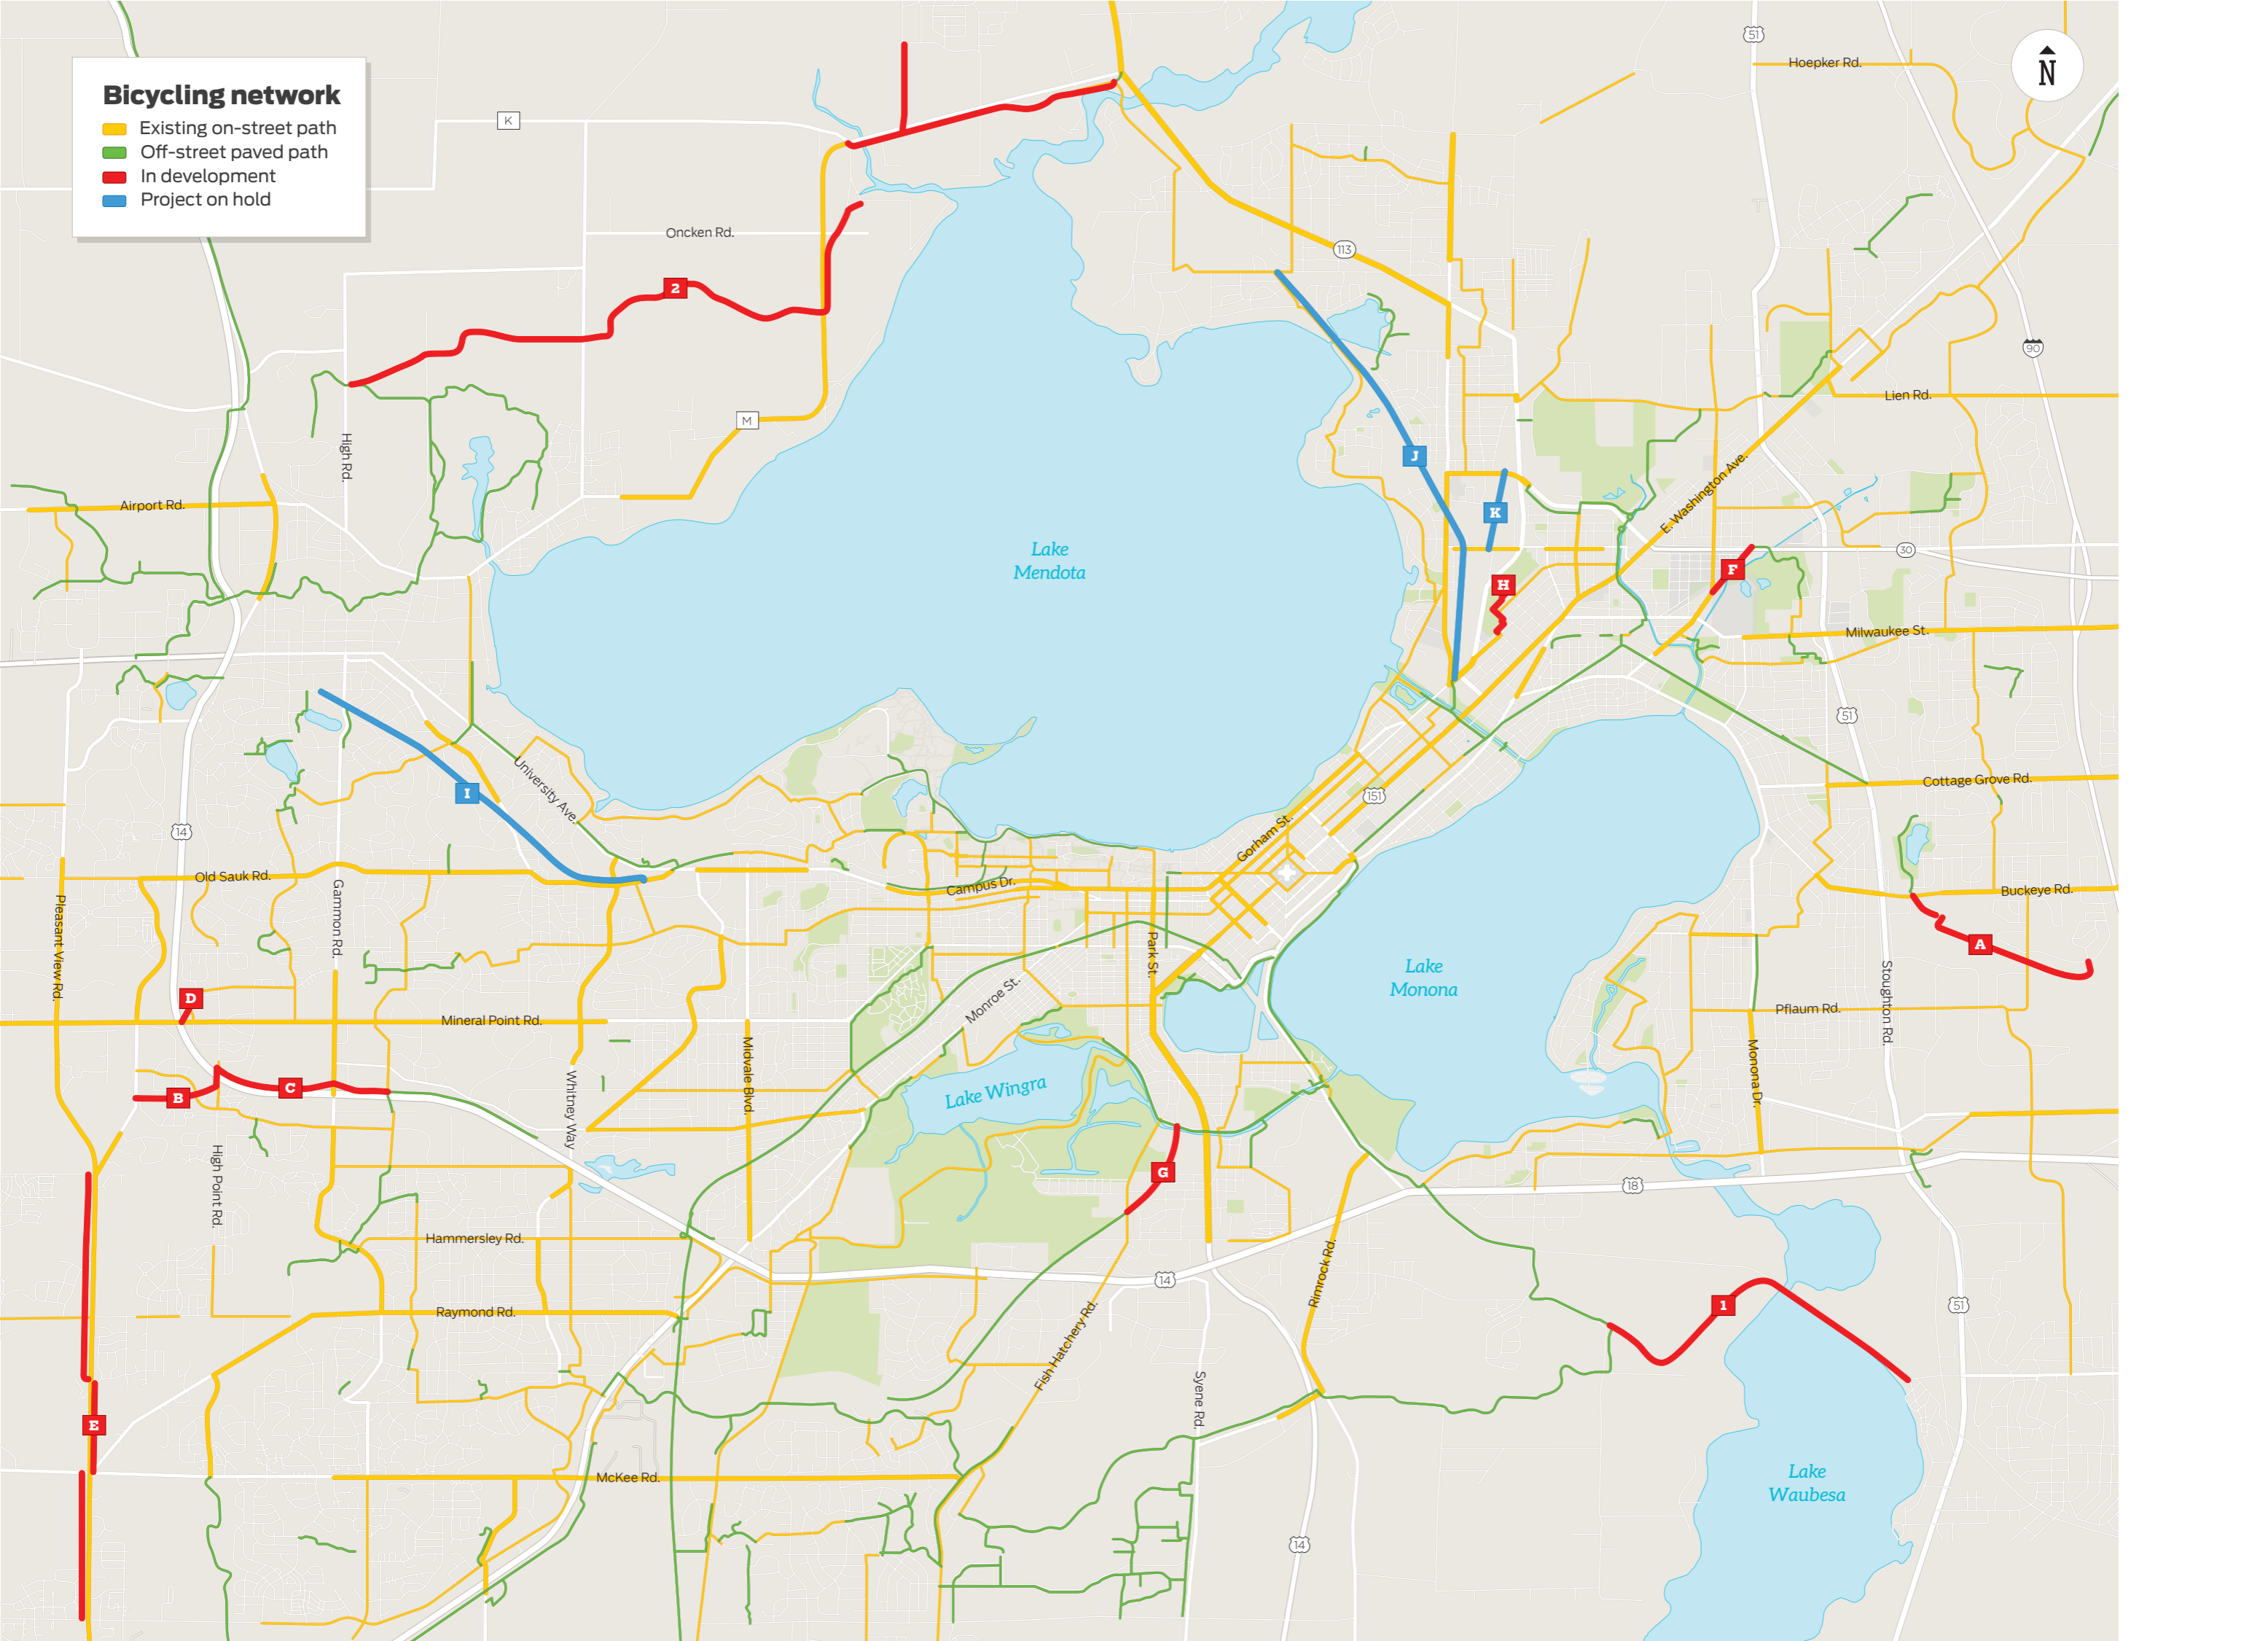 Bicycling network
Existing on-street path
Off-street paved path
In development
Project on hold
N
51
Hoepker Rd.
K
Oncken Rd.
113
2
90
Lien Rd.
M
High Rd.
J
Airport Rd.
K
E. Washington Ave.
Lake
Mendota
30
F
H
Milwaukee St.
51
I
University Ave.
Cottage Grove Rd.
151
14
Gorham St.
Old Sauk Rd.
Campus Dr.
Buckeye Rd.
Pleasant View Rd.
Gammon Rd.
Park St.
A
Lake
Monona
Stoughton Rd.
D
Monroe St.
Pflaum Rd.
Mineral Point Rd.
Midvale Blvd.
Monona Dr.
B
C
Whitney Way
Lake Wingra
High Point Rd.
G
18
Hammersley Rd.
Rimrock Rd.
14
1
51
Raymond Rd.
Fish Hatchery Rd.
Syene Rd.
E
McKee Rd.
Lake
Waubesa
14